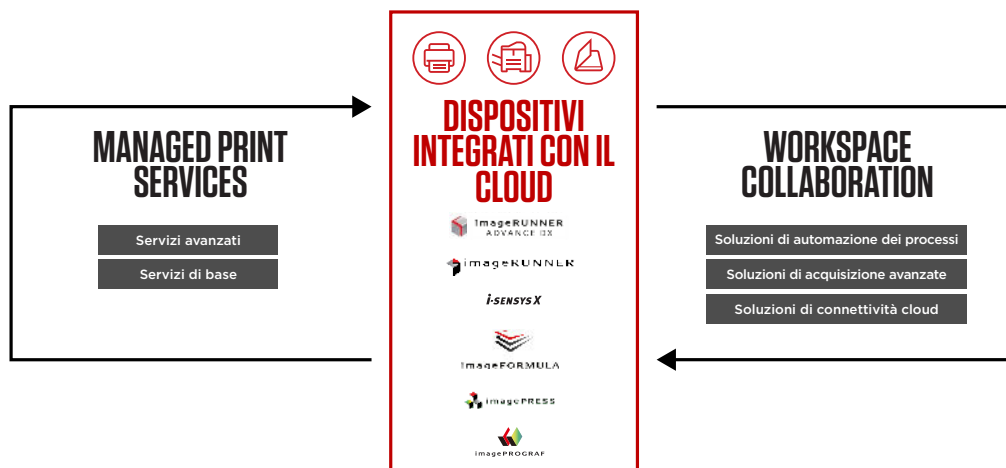 MANAGED PRINT
SERVICES
Servizi avanzati
Servizi di base
DISPOSITIVI
INTEGRATI CON IL
CLOUD
imageRUNNER
ADVANCE DX
imageRUNNER
i-SENSYS X
imageFORMULA
imagePRESS
imagePROGRAF
WORKSPACE
COLLABORATION
Soluzioni di automazione dei processi
Soluzioni di acquisizione avanzate
Soluzioni di connettività cloud